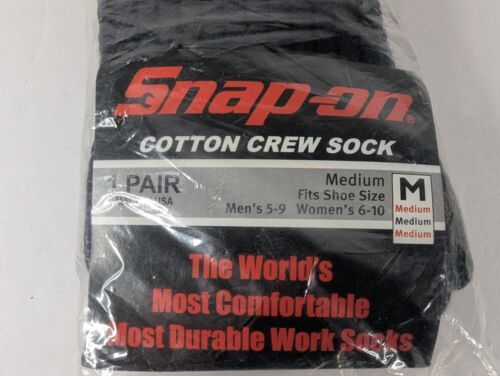 Snap-on®
COTTON CREW SOCK
1 PAIR
USA
Medium
Fits Shoe Size
Men's 5-9 Women's 6-10
M
Medium
Medium
Medium
The World's
Most Comfortable
Most Durable Work Socks